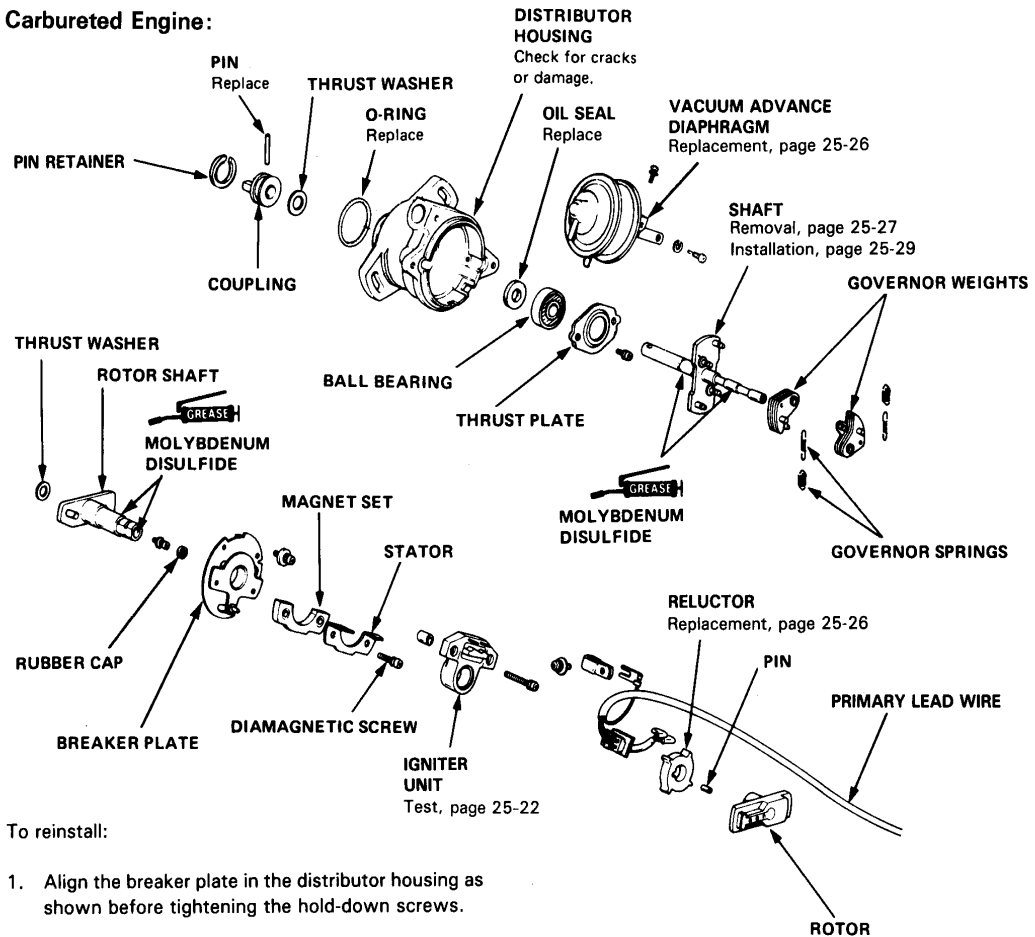 Carbureted Engine:
DISTRIBUTOR
HOUSING
Check for cracks
or damage.
PIN
Replace
THRUST WASHER
O-RING
Replace
OIL SEAL
Replace
VACUUM ADVANCE
DIAPHRAGM
Replacement, page 25-26
PIN RETAINER
SHAFT
Removal, page 25-27
Installation, page 25-29
COUPLING
GOVERNOR WEIGHTS
THRUST WASHER
ROTOR SHAFT
BALL BEARING
THRUST PLATE
GREASE
MOLYBDENUM
DISULFIDE
GREASE
MOLYBDENUM
DISULFIDE
MAGNET SET
STATOR
GOVERNOR SPRINGS
RELUCTOR
Replacement, page 25-26
PIN
RUBBER CAP
PRIMARY LEAD WIRE
DIAMAGNETIC SCREW
BREAKER PLATE
IGNITER
UNIT
Test, page 25-22
To reinstall:
1. Align the breaker plate in the distributor housing as
shown before tightening the hold-down screws.
ROTOR